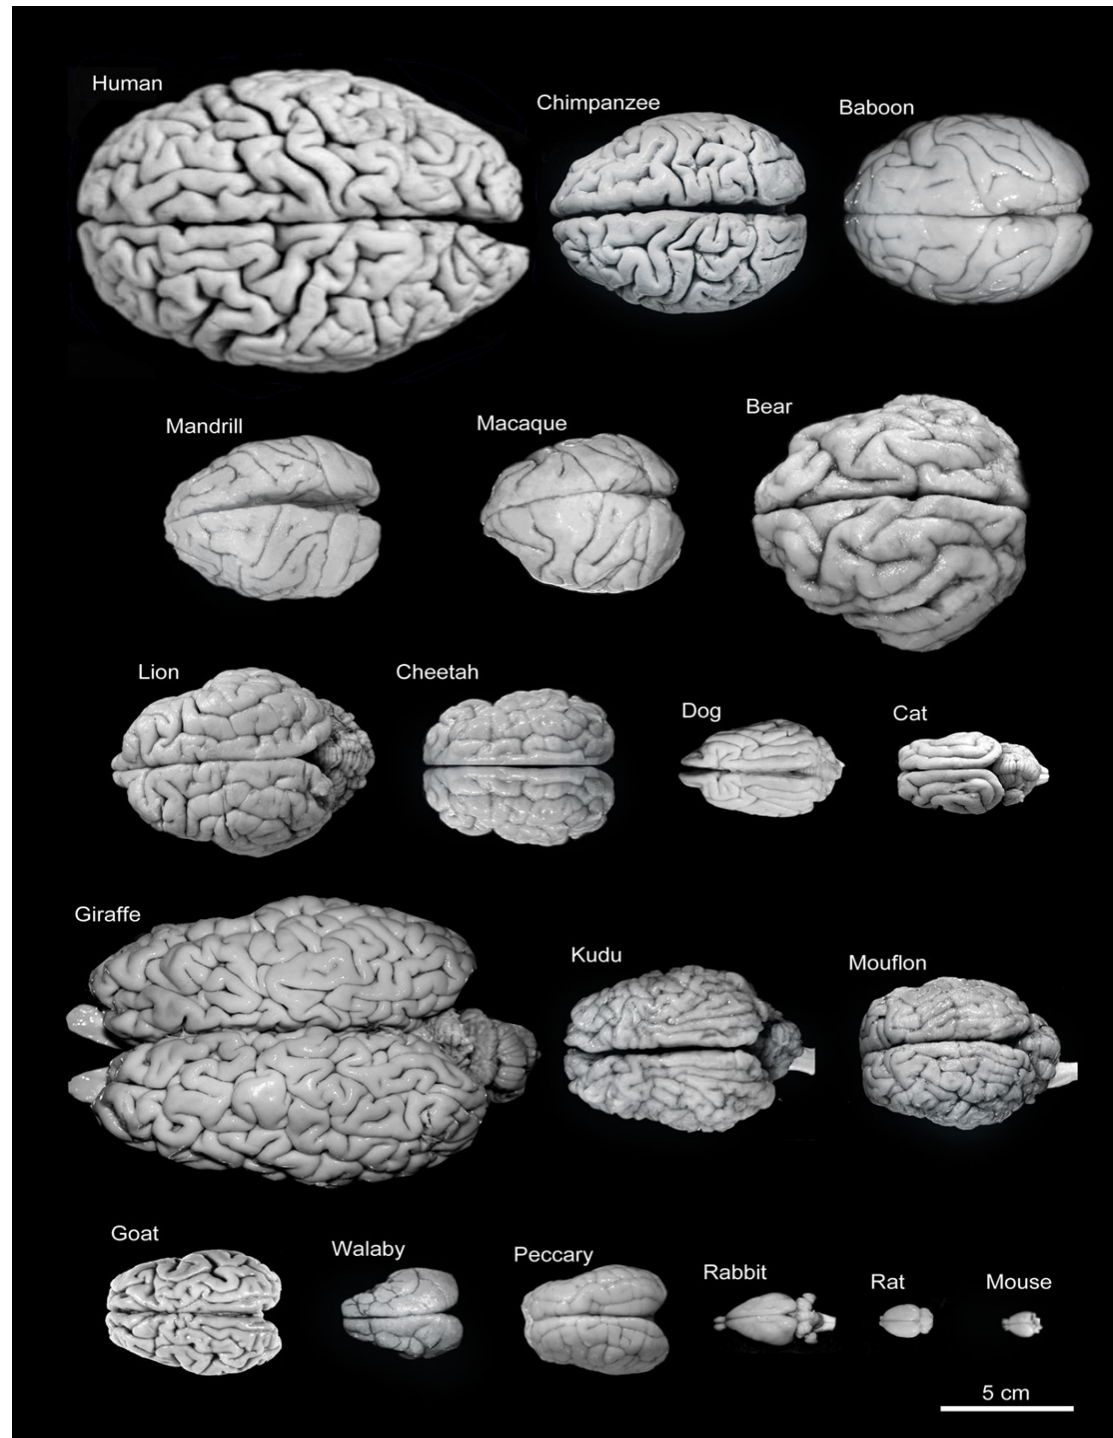 Human
Chimpanzee
Baboon
Mandrill
Macaque
Bear
Lion
Cheetah
Dog
Cat
Giraffe
Kudu
Mouflon
Goat
Walaby
Peccary
Rabbit
Rat
Mouse
5 cm